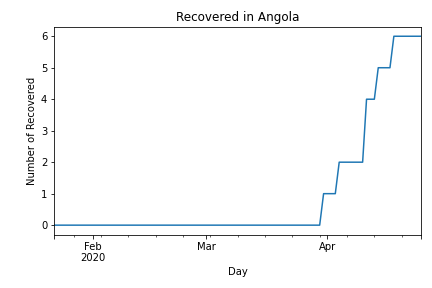 Recovered in Angola
Number of Recovered
6
5
4
3
2
1
0
Feb
2020
Mar
Apr
Day